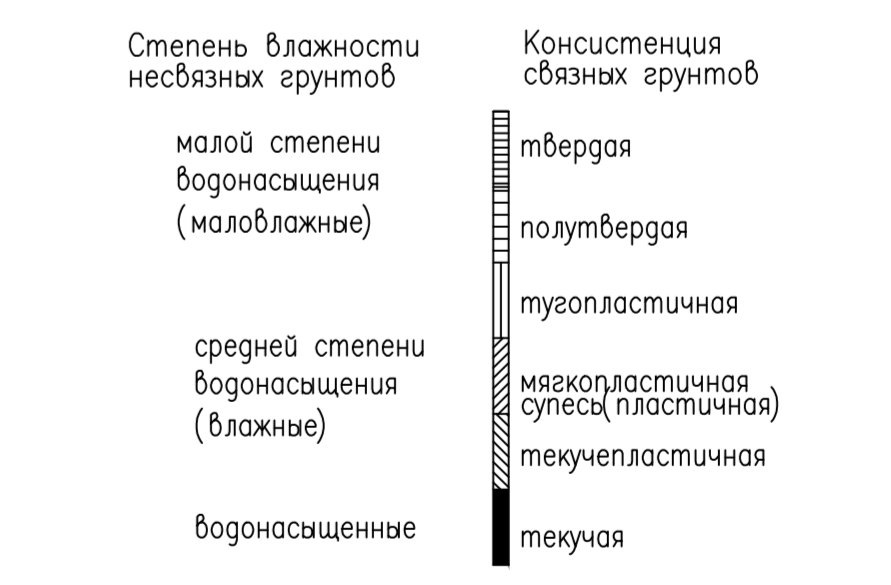 Степень влажности
несвязных грунтов
малой степени
водонасыщения
(маловлажные)
средней степени
водонасыщения
(влажные)
водонасыщенные
Консистенция
связных грунтов
твердая
полутвердая
тугопластичная
мягкопластичная
супесь(пластичная)
текучепластичная
текучая